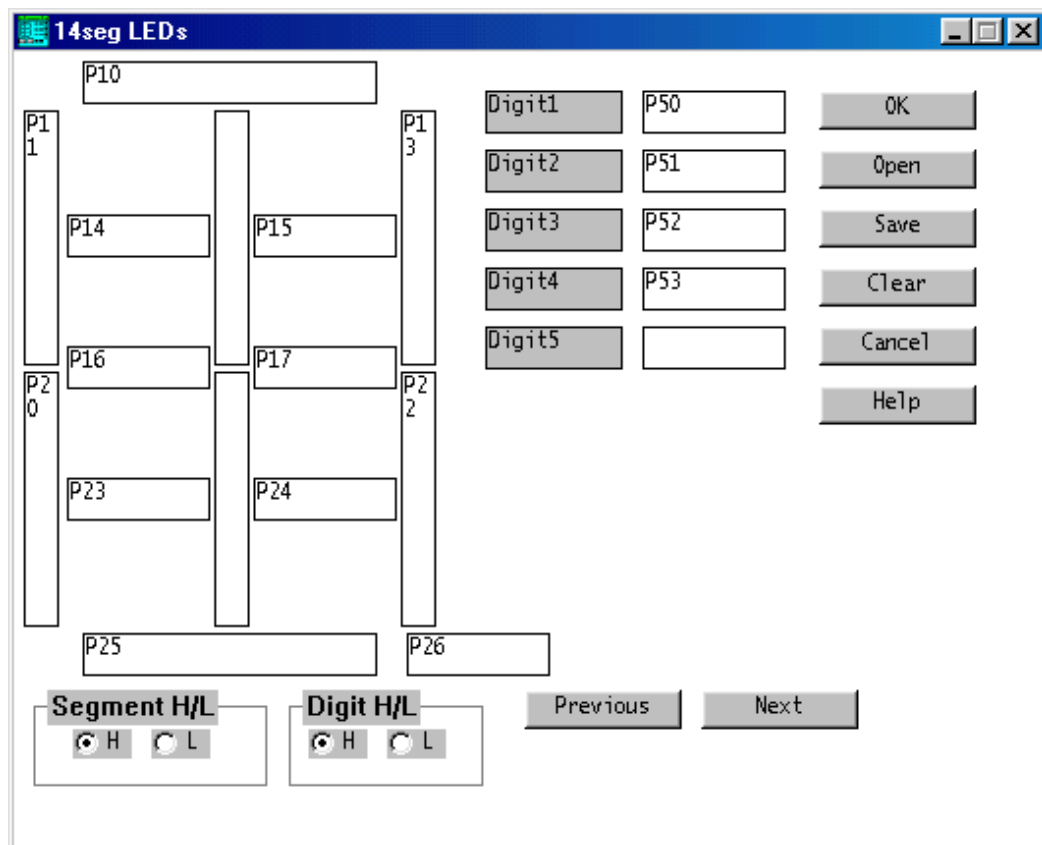 14seg LEDs
P10
P1
1
P1
3
P14
P15
P16
P17
P2
0
P2
2
P23
P24
P25
P26
Digit1
P50
Digit2
P51
Digit3
P52
Digit4
P53
Digit5
OK
Open
Save
Clear
Cancel
Help
Segment H/L
H L
Digit H/L
H L
Previous
Next